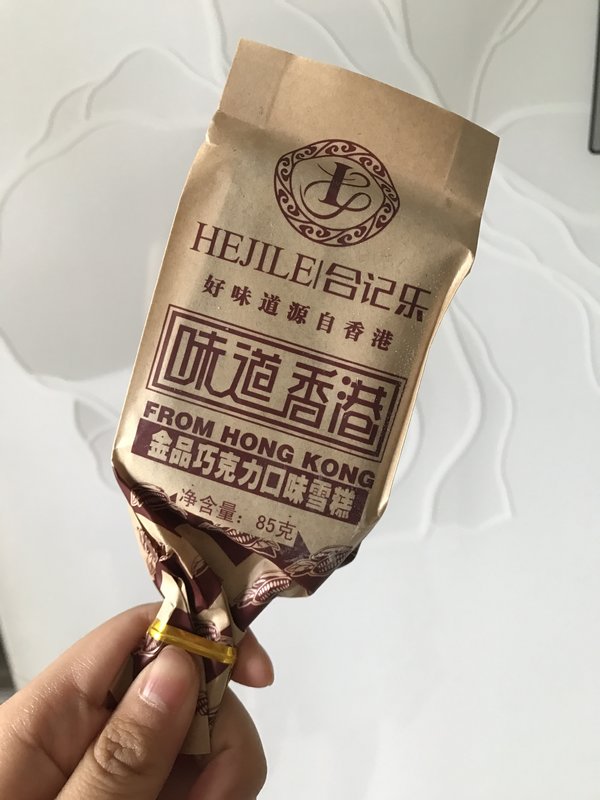 HEJILE|合记乐
好味道源自香港
味道香港
FROM HONG KONG
金品巧克力口味雪糕
净含量：85克